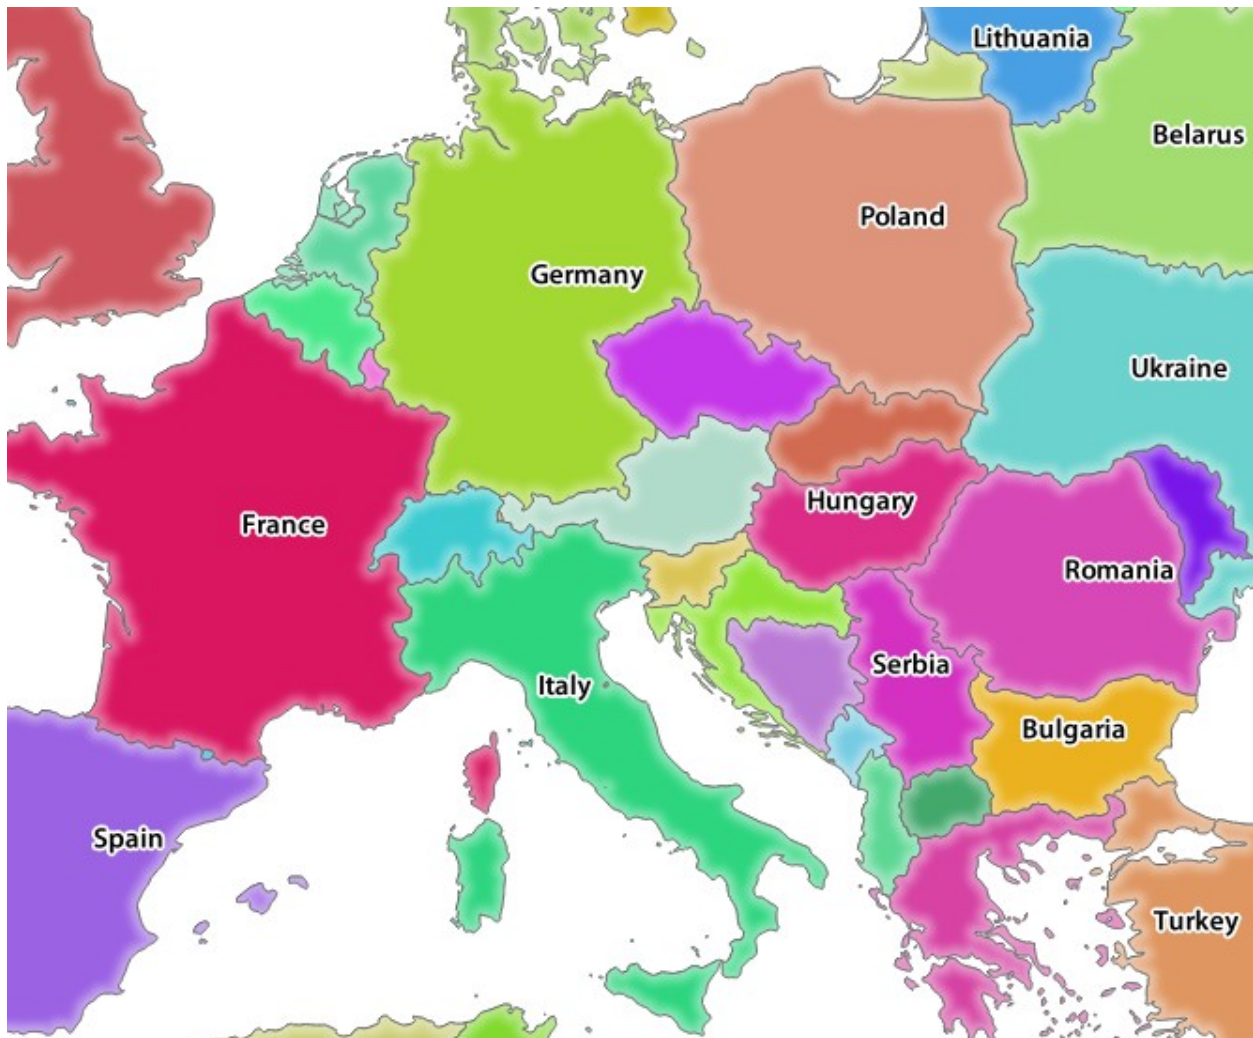 Lithuania
Belarus
Poland
Germany
Ukraine
Hungary
France
Romania
Serbia
Italy
Bulgaria
Spain
Turkey